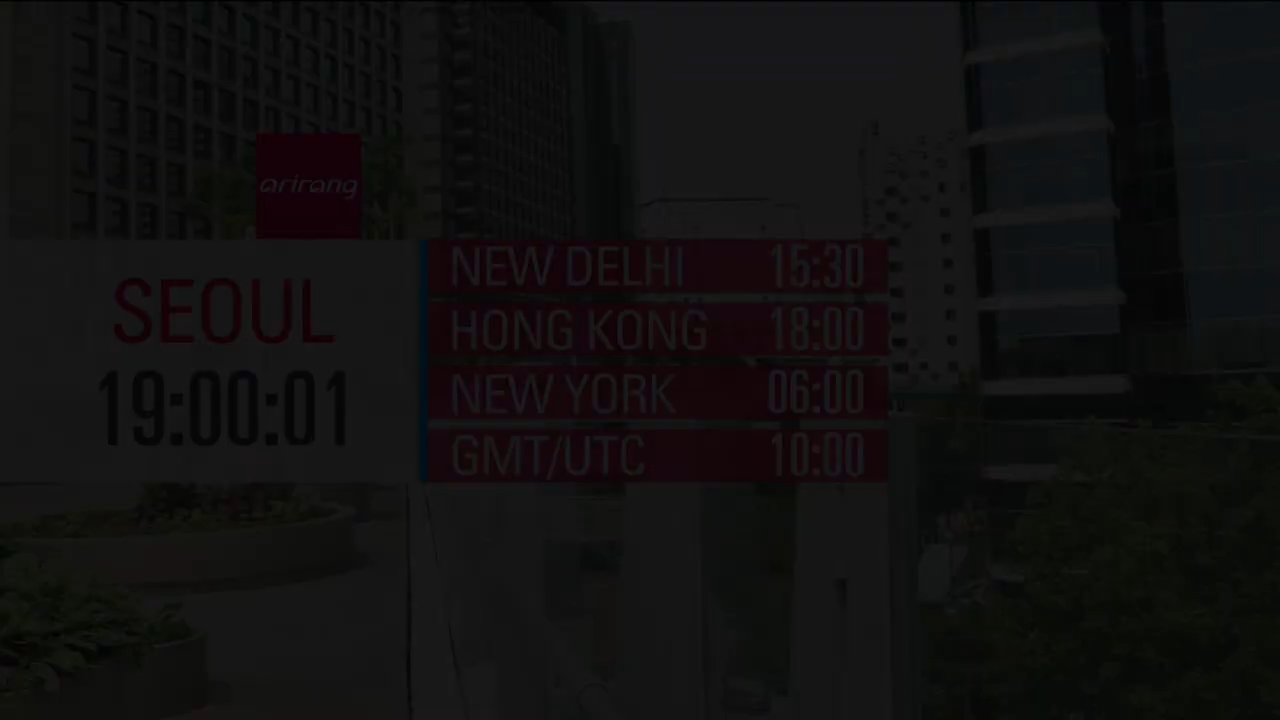 arirang
SEOUL
19:00:01
NEW DELHI 15:30
HONG KONG 18:00
NEW YORK 06:00
GMT/UTC 10:00